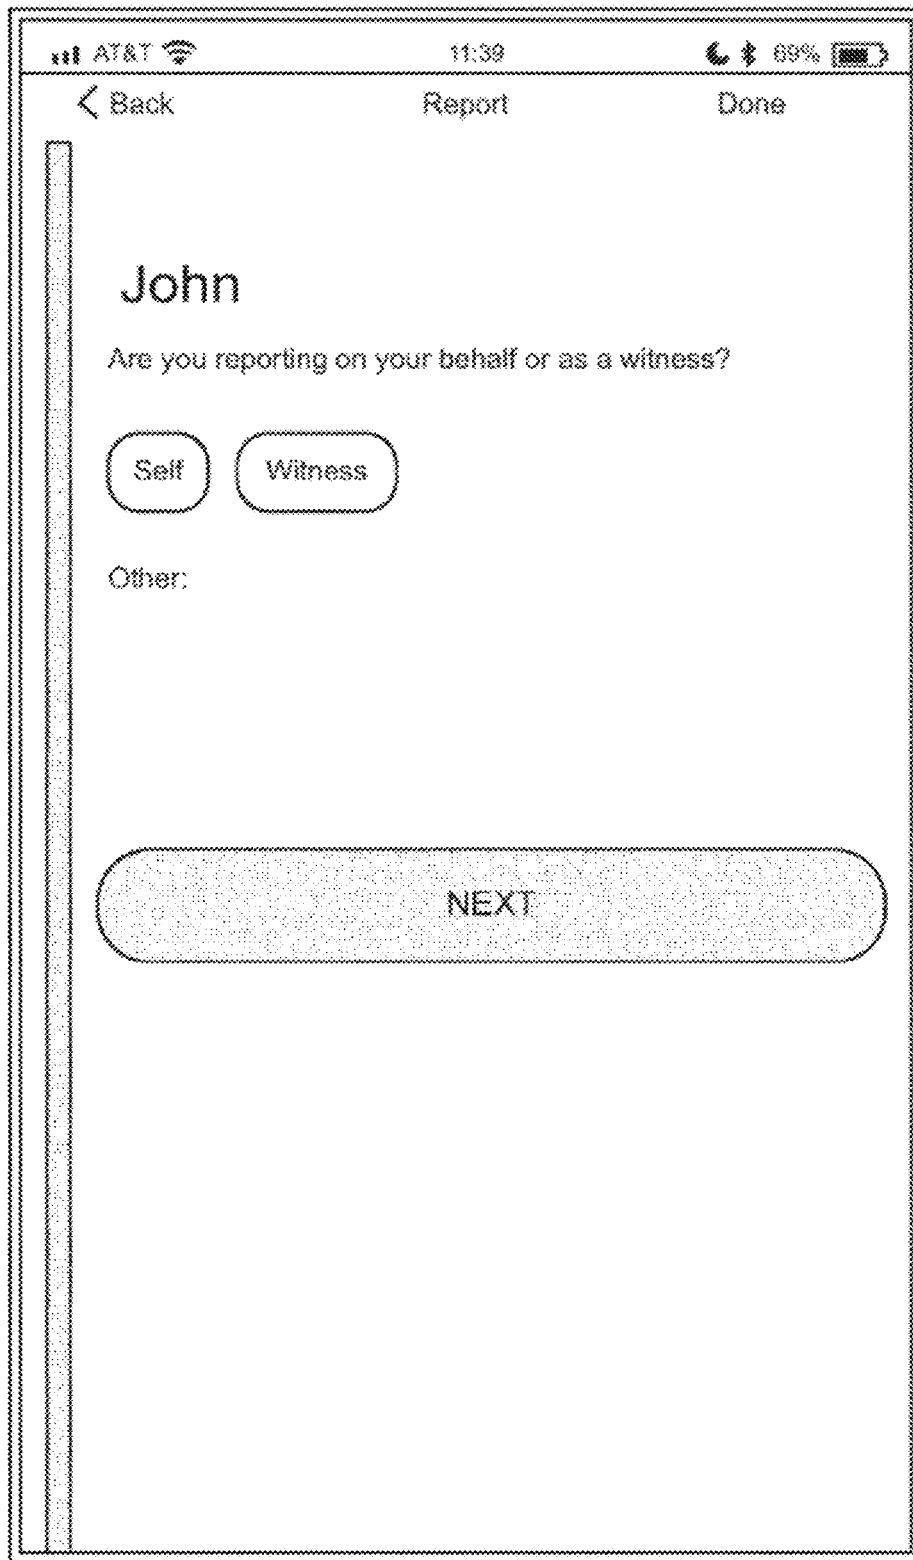 AT&T 11:39 69%
Back Report Done
John
Are you reporting on your behalf or as a witness?
Self Witness
Other:
NEXT